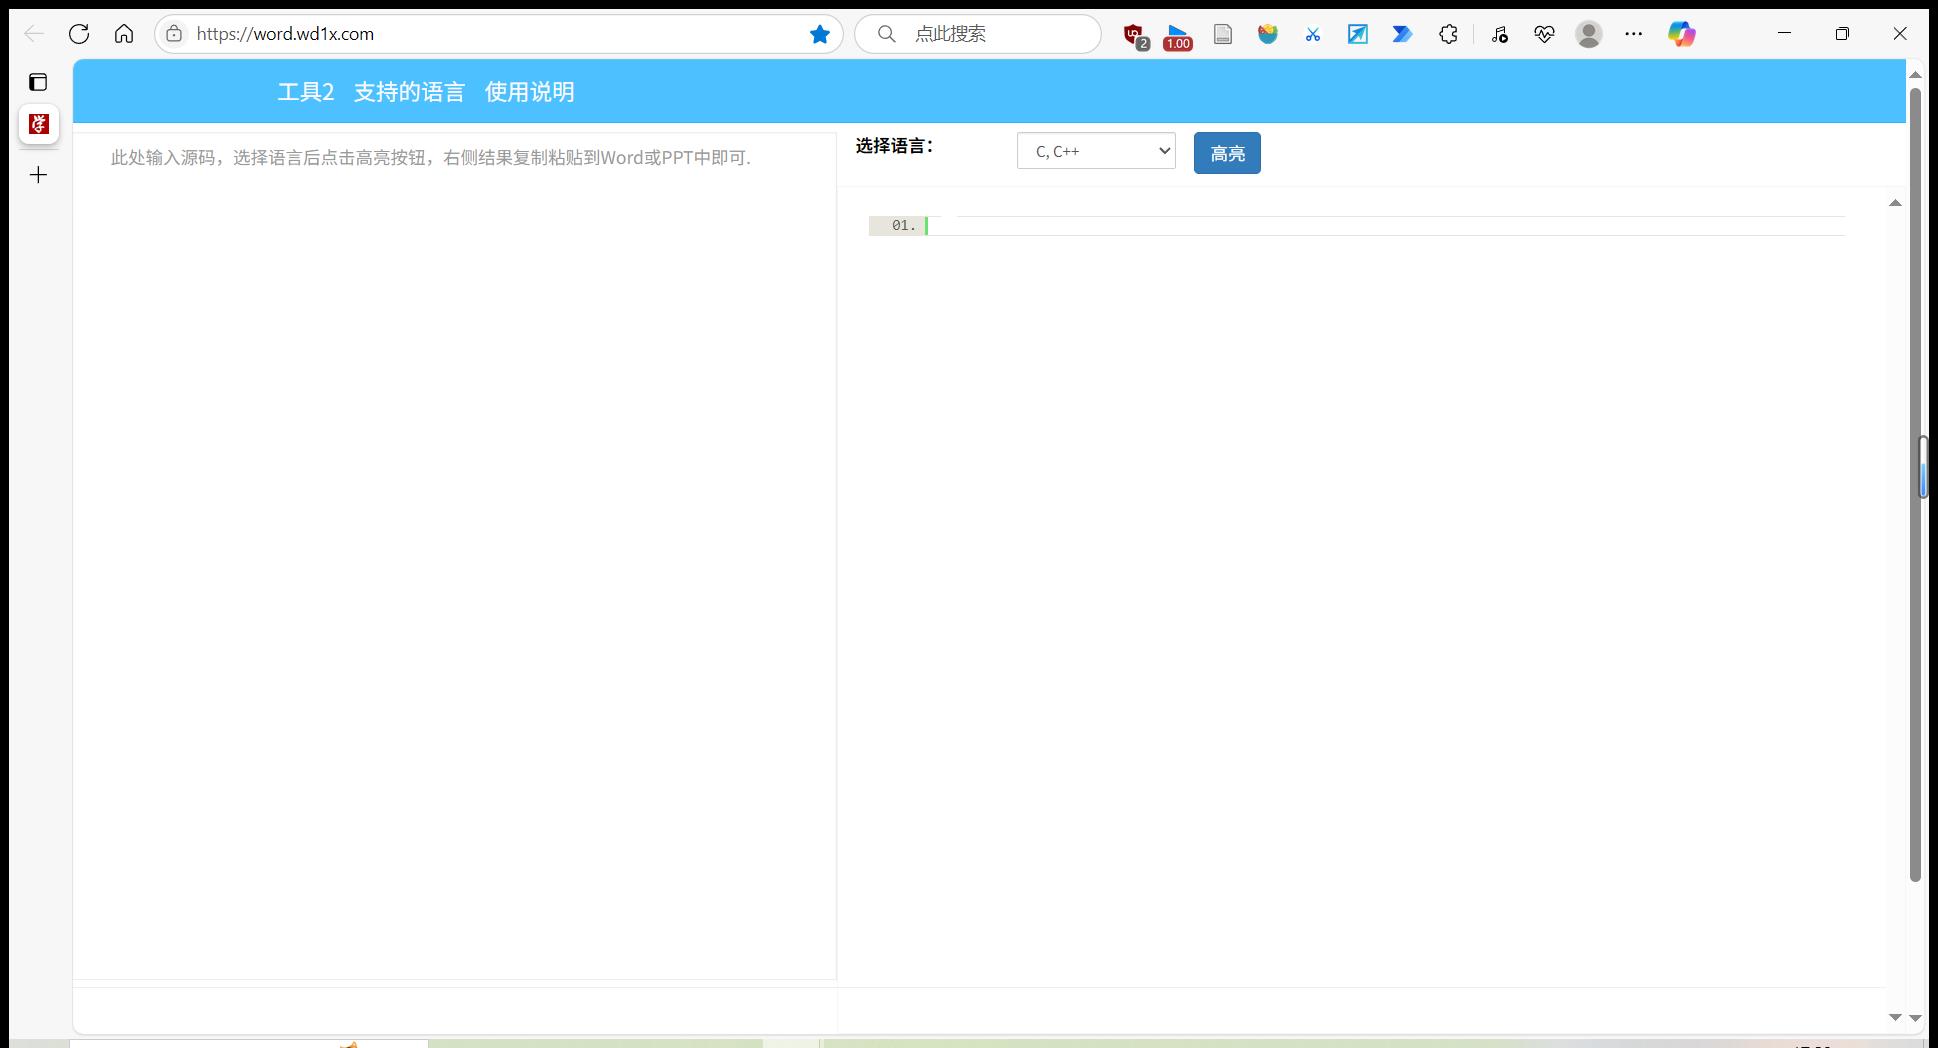 https://word.wd1x.com
点此搜索
2
1.00
学
工具2 支持的语言 使用说明
此处输入源码，选择语言后点击高亮按钮，右侧结果复制粘贴到Word或PPT中即可.
选择语言：
C, C++
高亮
01.